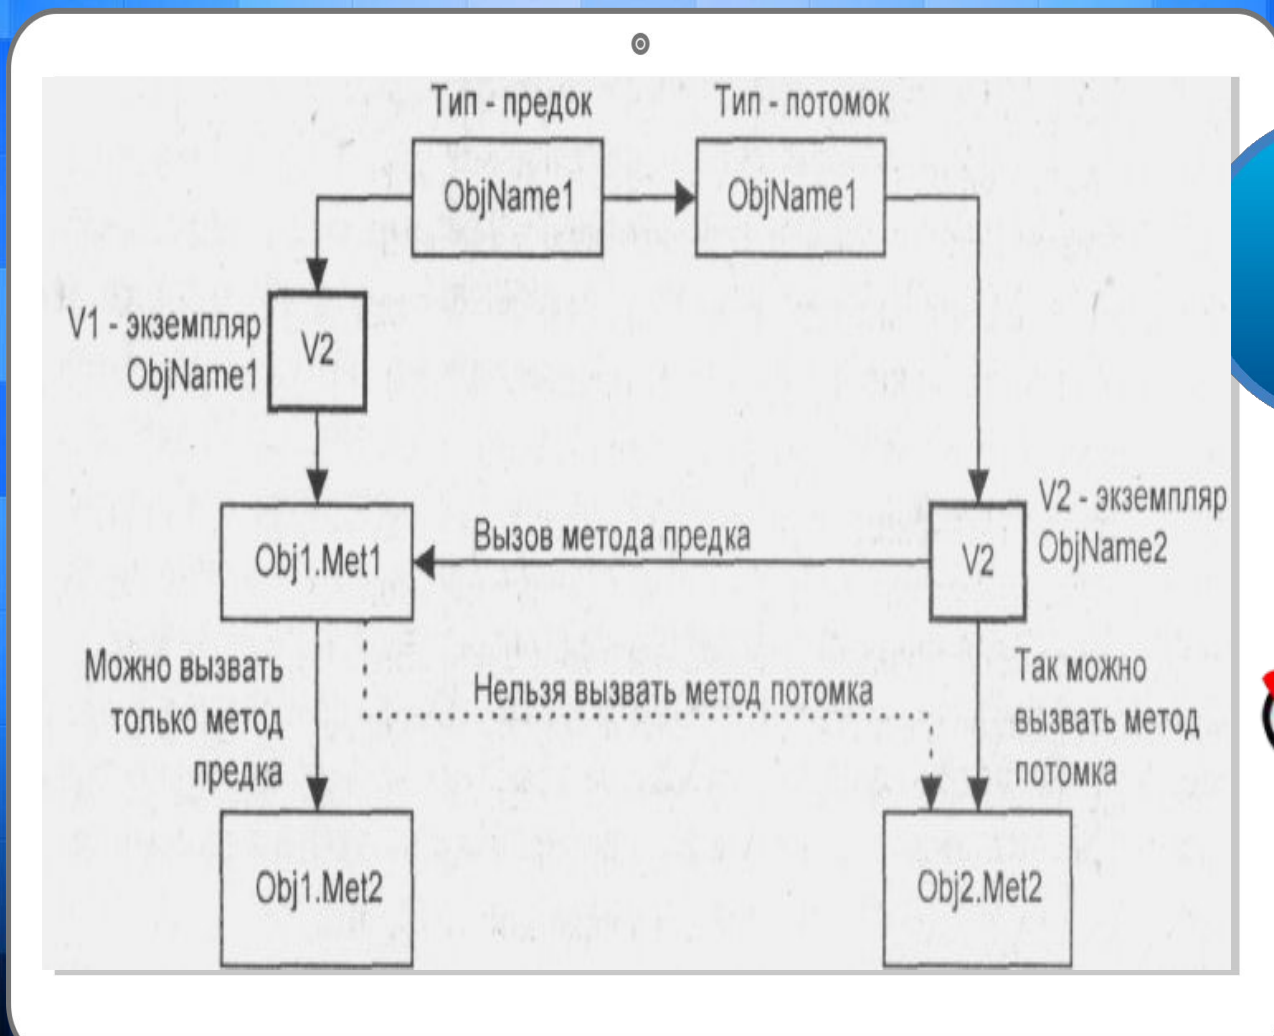 Тип - предок
Тип - потомок
ObjName1
ObjName1
V1 - экземпляр
ObjName1
V2
V2 - экземпляр
ObjName2
Obj1.Met1
Вызов метода предка
V2
Можно вызвать
только метод
предка
Нельзя вызвать метод потомка
Так можно
вызвать метод
потомка
Obj1.Met2
Obj2.Met2